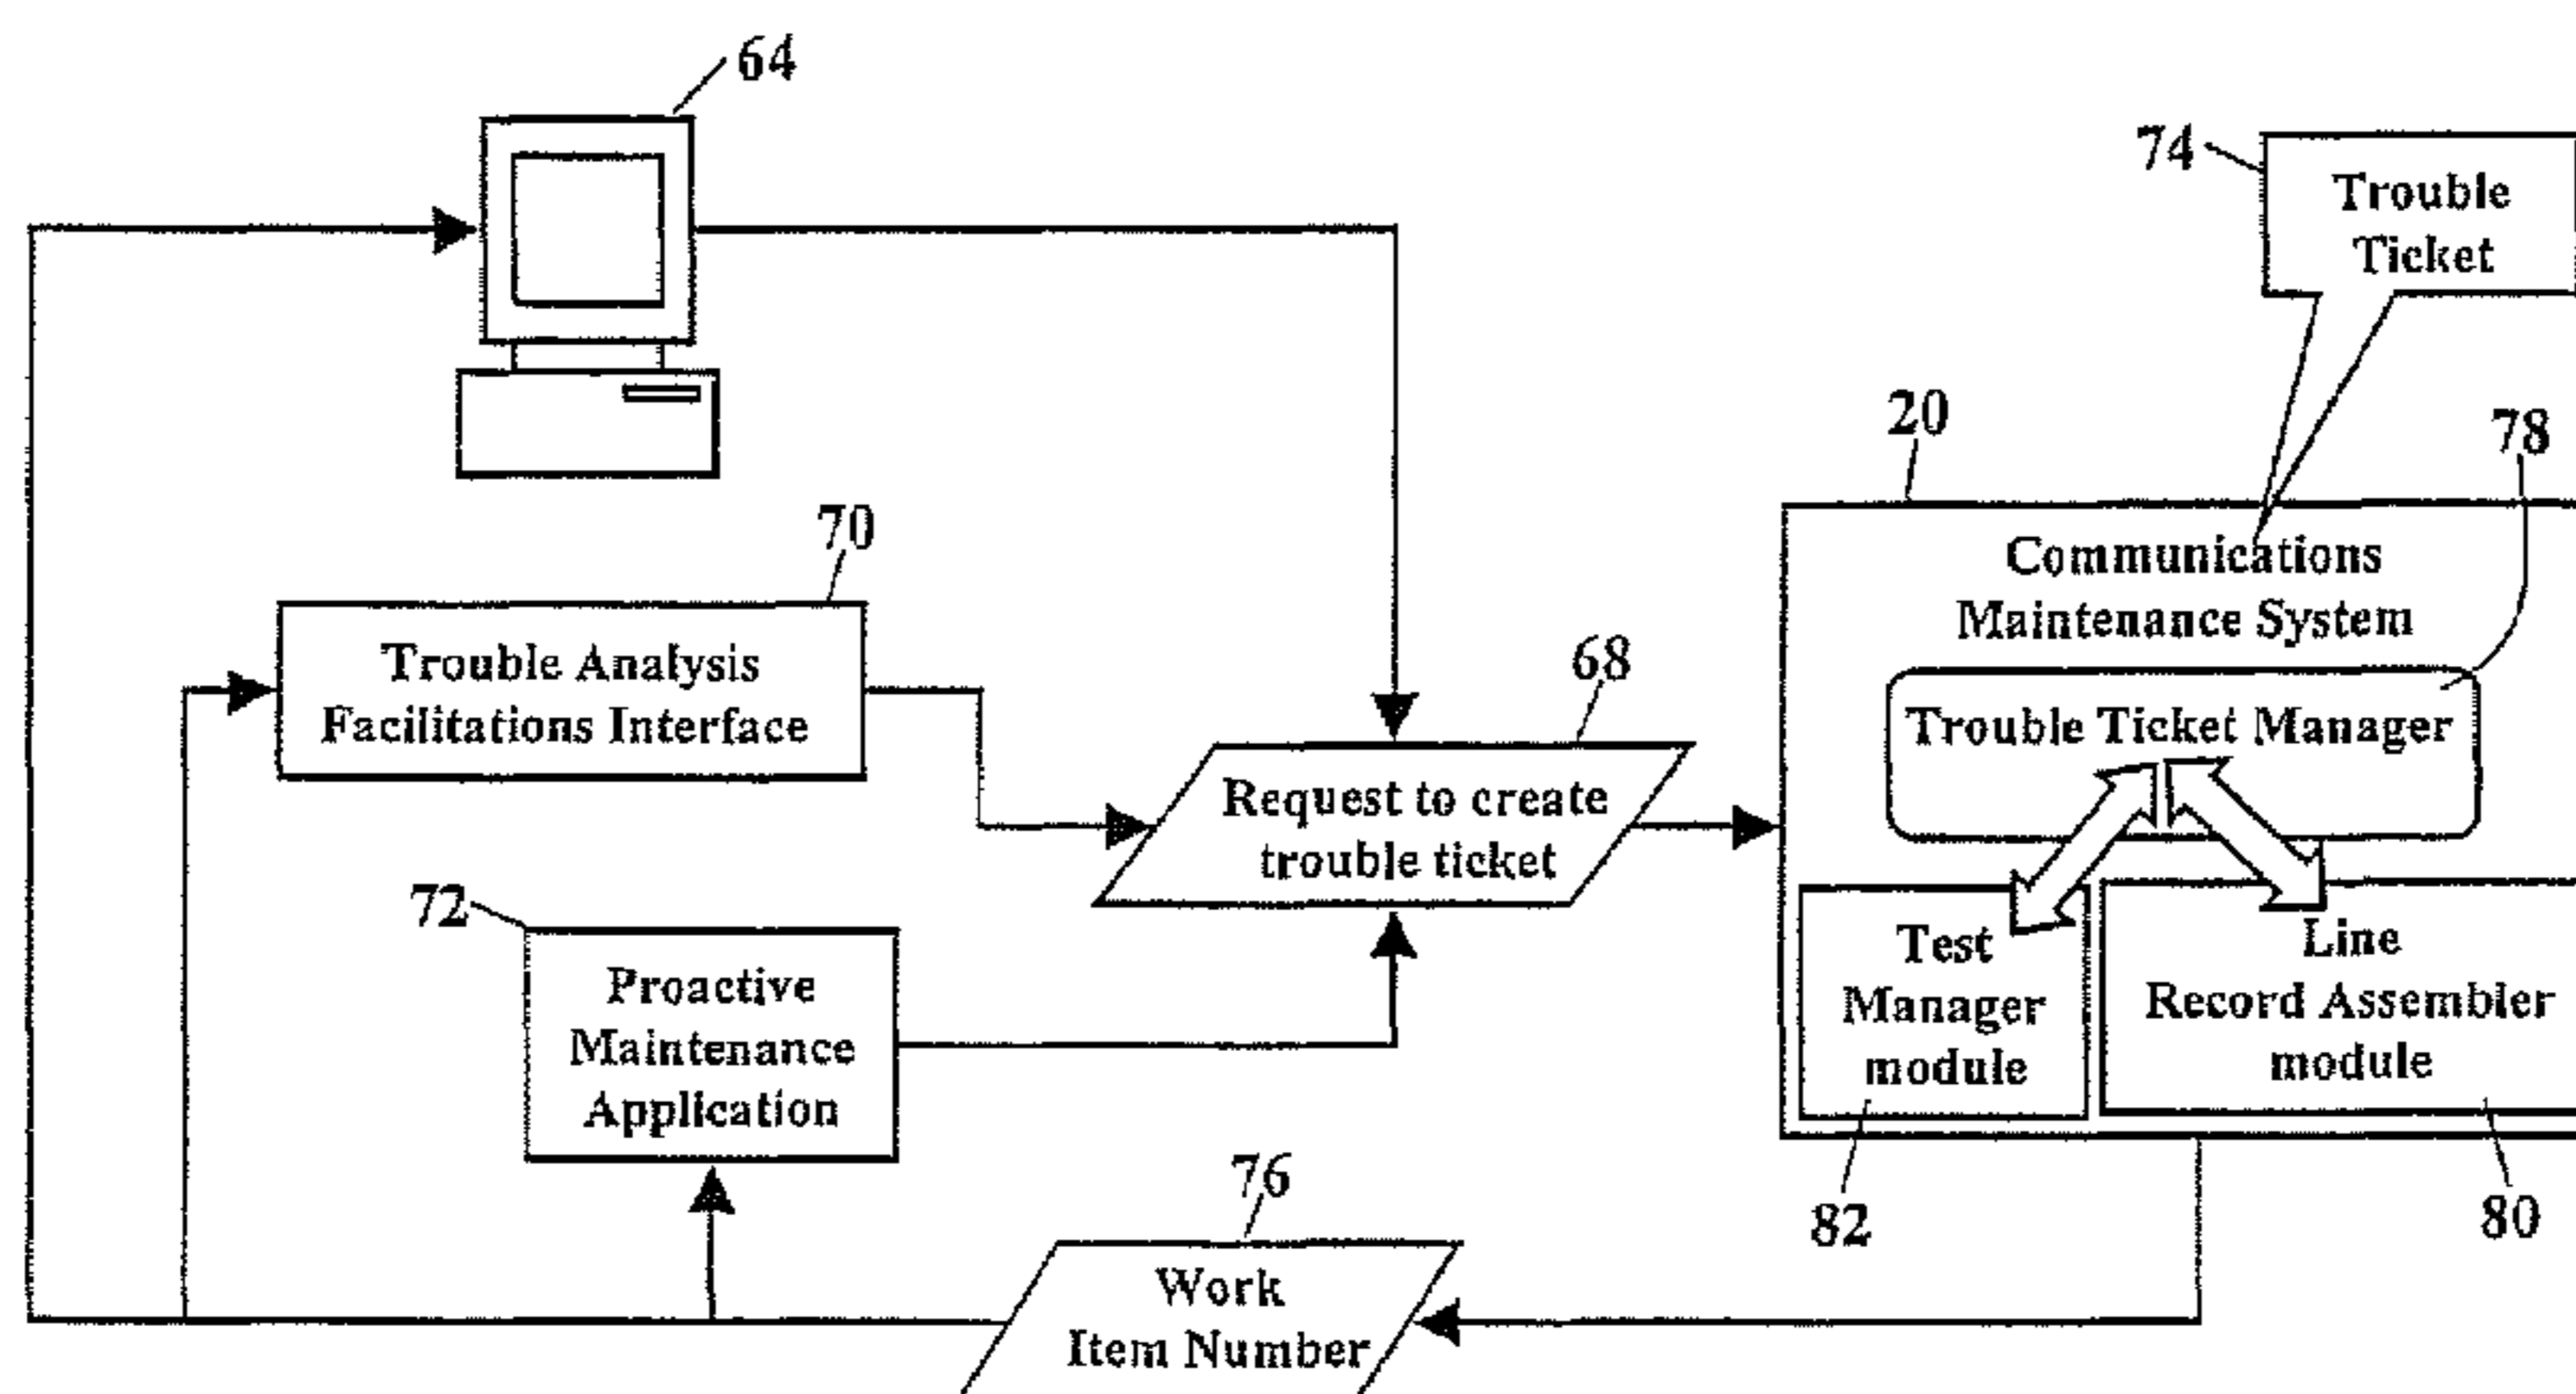 64
74
Trouble
Ticket
20
78
70
Communications
Maintenance System
Trouble Analysis
Facilitations Interface
68
Trouble Ticket Manager
Request to create
trouble ticket
72
Proactive
Maintenance
Application
Test
Manager
module
Line
Record Assembler
module
76
82
80
Work
Item Number